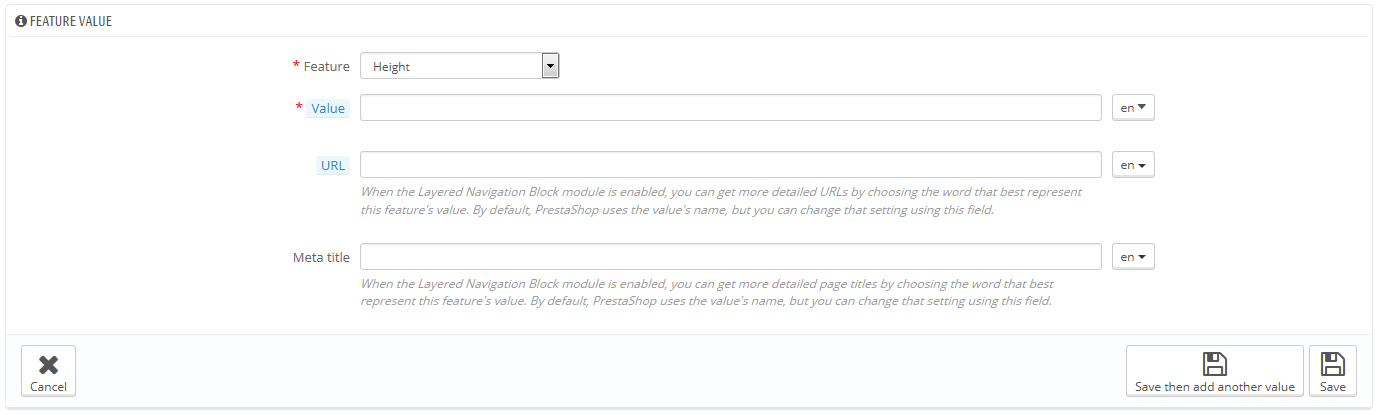 FEATURE VALUE
* Feature Height
* Value en
URL en
When the Layered Navigation Block module is enabled, you can get more detailed URLs by choosing the word that best represent
this feature's value. By default, PrestaShop uses the value's name, but you can change that setting using this field.
Meta title en
When the Layered Navigation Block module is enabled, you can get more detailed page titles by choosing the word that best
represent this feature's value. By default, PrestaShop uses the value's name, but you can change that setting using this field.
Cancel Save then add another value Save